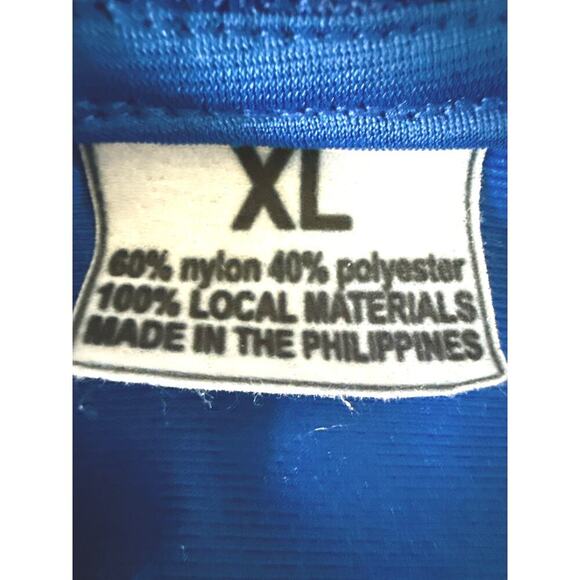 XL
60% nylon 40% polyester
100% LOCAL MATERIALS
MADE IN THE PHILIPPINES